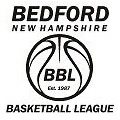 BEDFORD
NEW HAMPSHIRE
BBL
Est. 1987
BASKETBALL LEAGUE